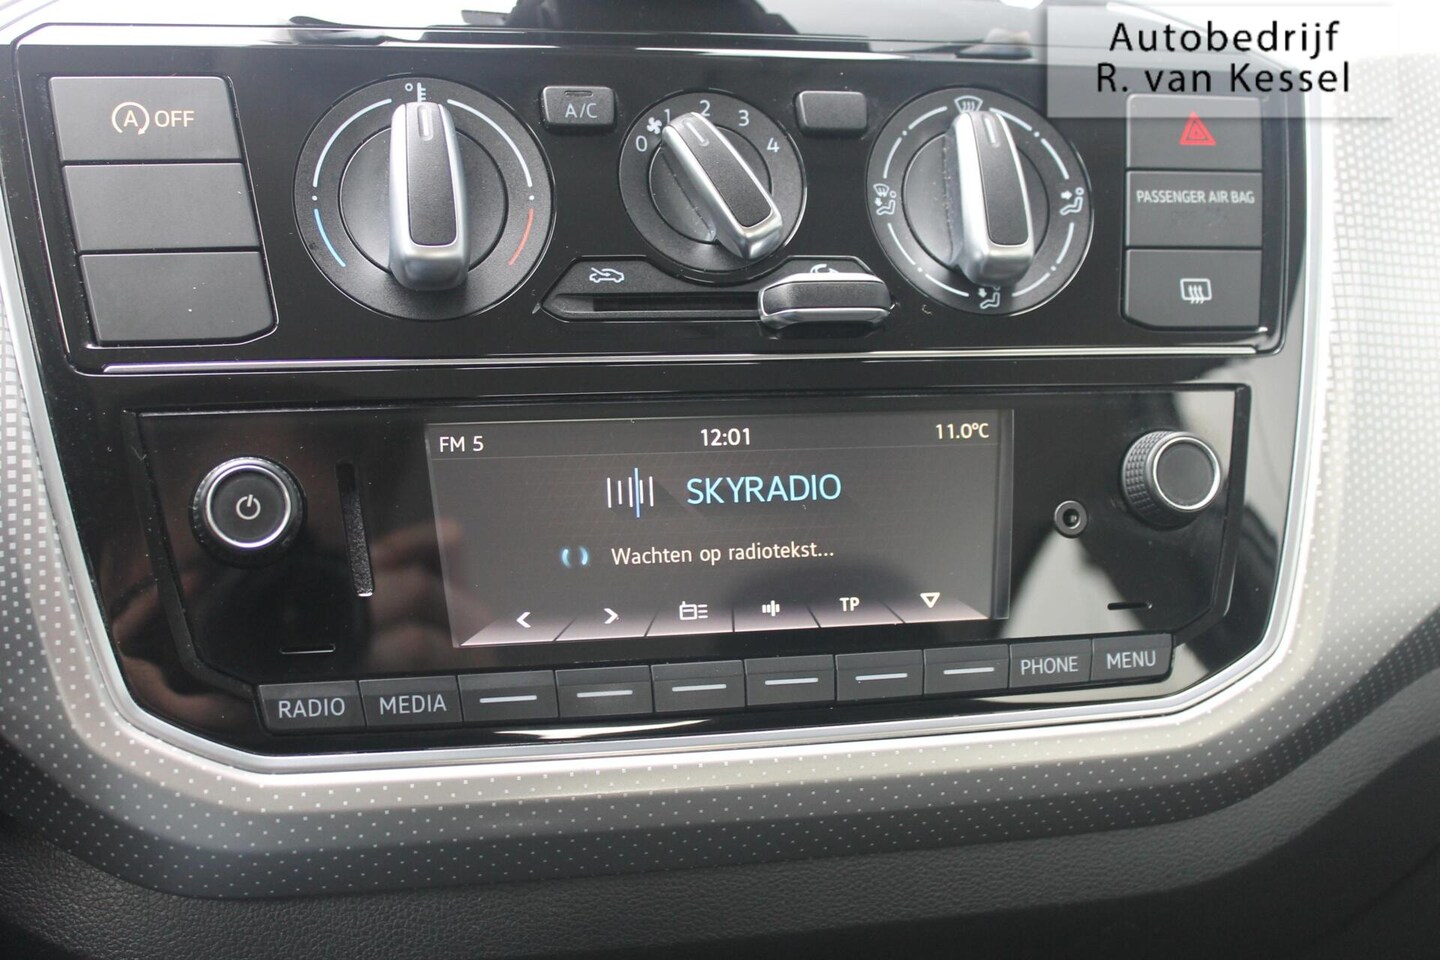 Autobedrijf
R. van Kessel
A OFF
A/C
0 1 2 3 4
PASSENGER AIR BAG
FM 5
12:01
11.0°C
SKYRADIO
Wachten op radiotekst...
TP
RADIO
MEDIA
PHONE
MENU